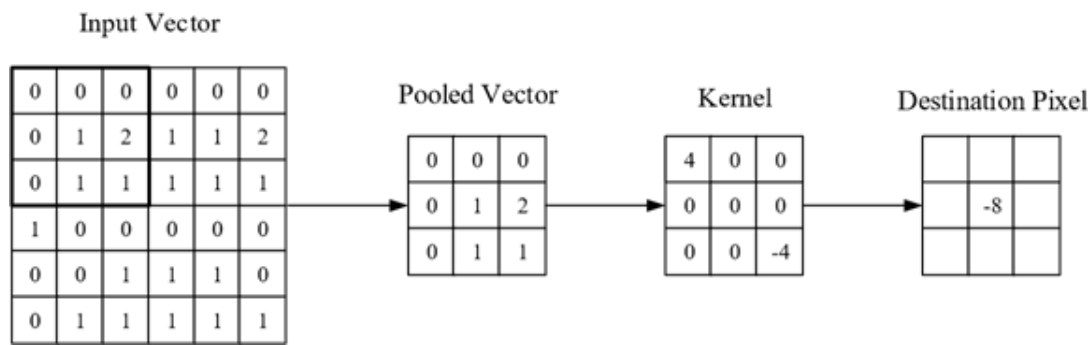 Input Vector
Pooled Vector
Kernel
Destination Pixel
0 0 0 0 0 0
0 1 2 1 1 2
0 1 1 1 1 1
1 0 0 0 0 0
0 0 1 1 1 0
0 1 1 1 1 1
0 0 0
0 1 2
0 1 1
4 0 0
0 0 0
0 0 -4
-8